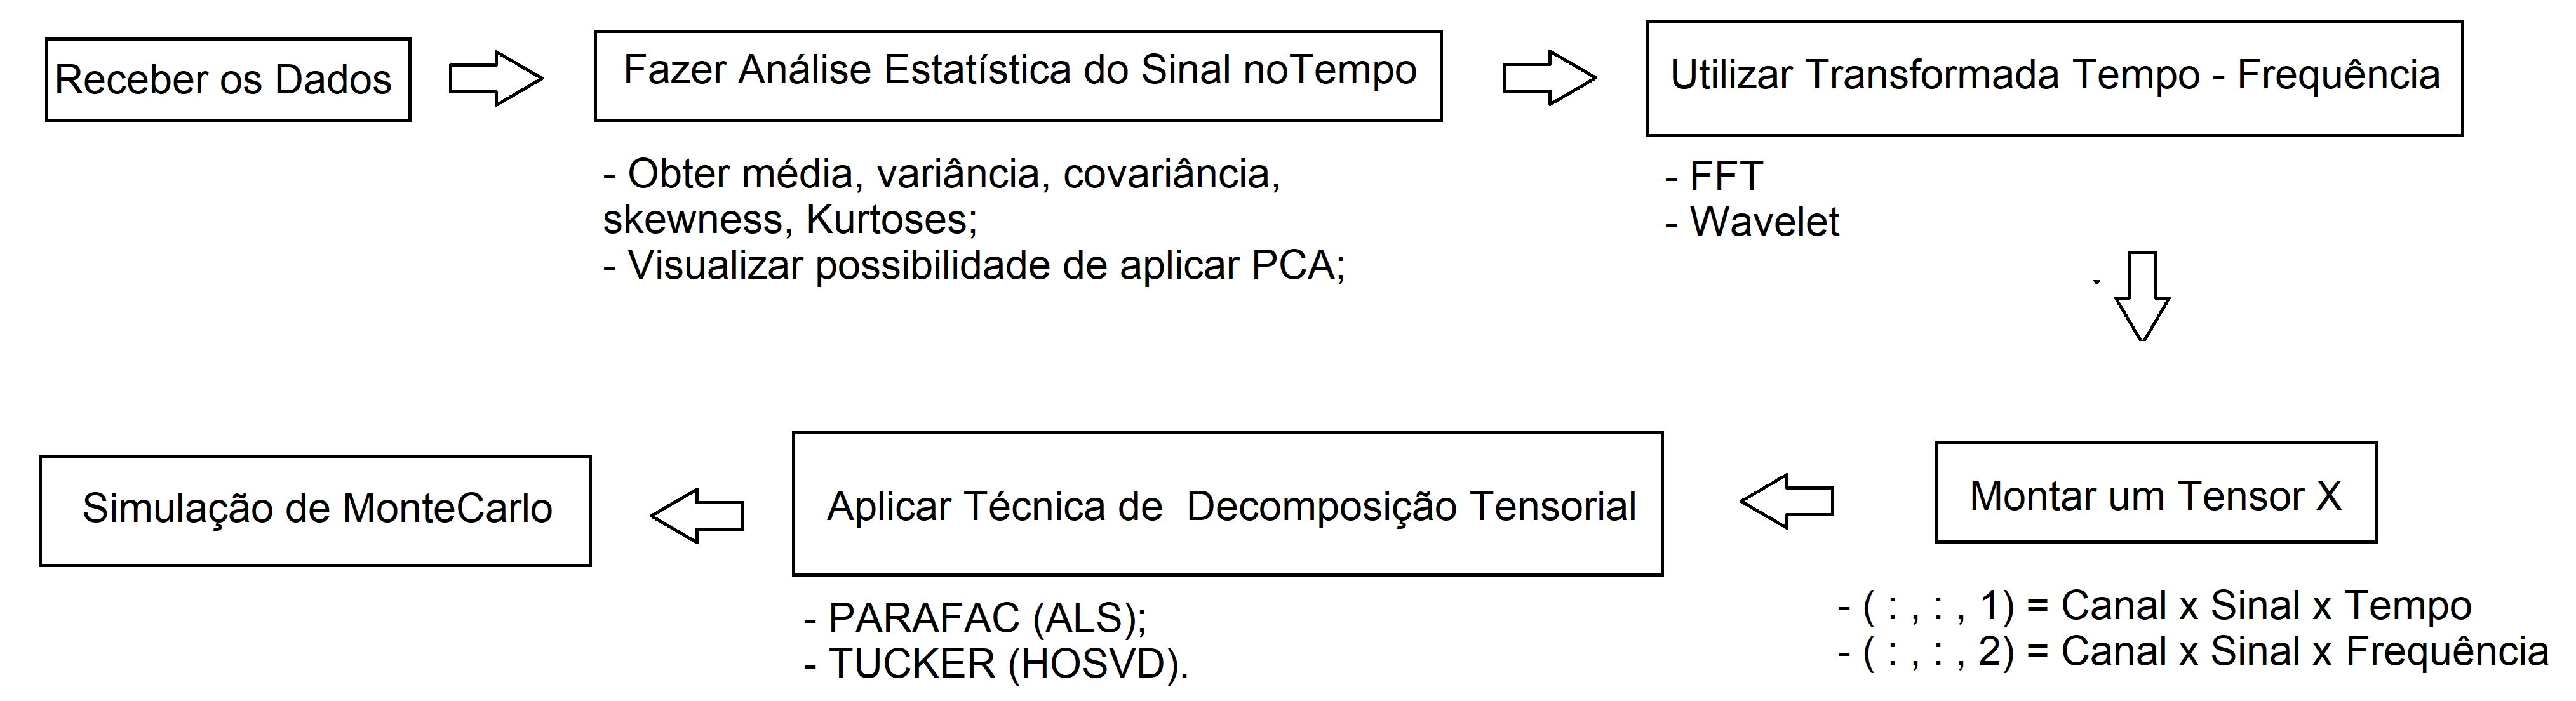 Receber os Dados
Fazer Análise Estatística do Sinal noTempo
- Obter média, variância, covariância,
skewness, Kurtoses;
- Visualizar possibilidade de aplicar PCA;
Utilizar Transformada Tempo - Frequência
- FFT
- Wavelet
Montar um Tensor X
- ( : , : , 1) = Canal x Sinal x Tempo
- ( : , : , 2) = Canal x Sinal x Frequência
Aplicar Técnica de  Decomposição Tensorial
- PARAFAC (ALS);
- TUCKER (HOSVD).
Simulação de MonteCarlo